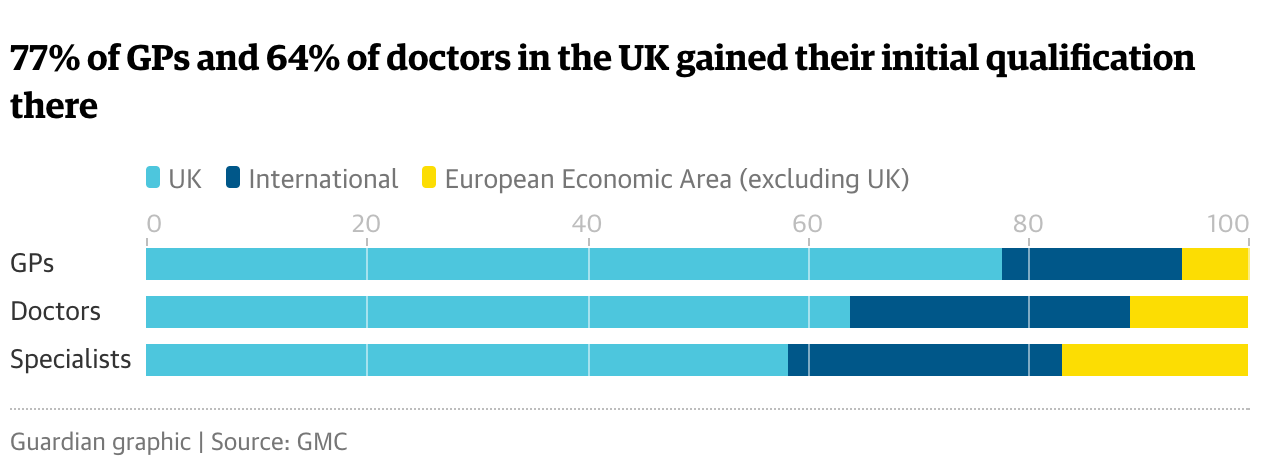 77% of GPs and 64% of doctors in the UK gained their initial qualification
there
UK International European Economic Area (excluding UK)
0 20 40 60 80 100
GPs
Doctors
Specialists
Guardian graphic | Source: GMC